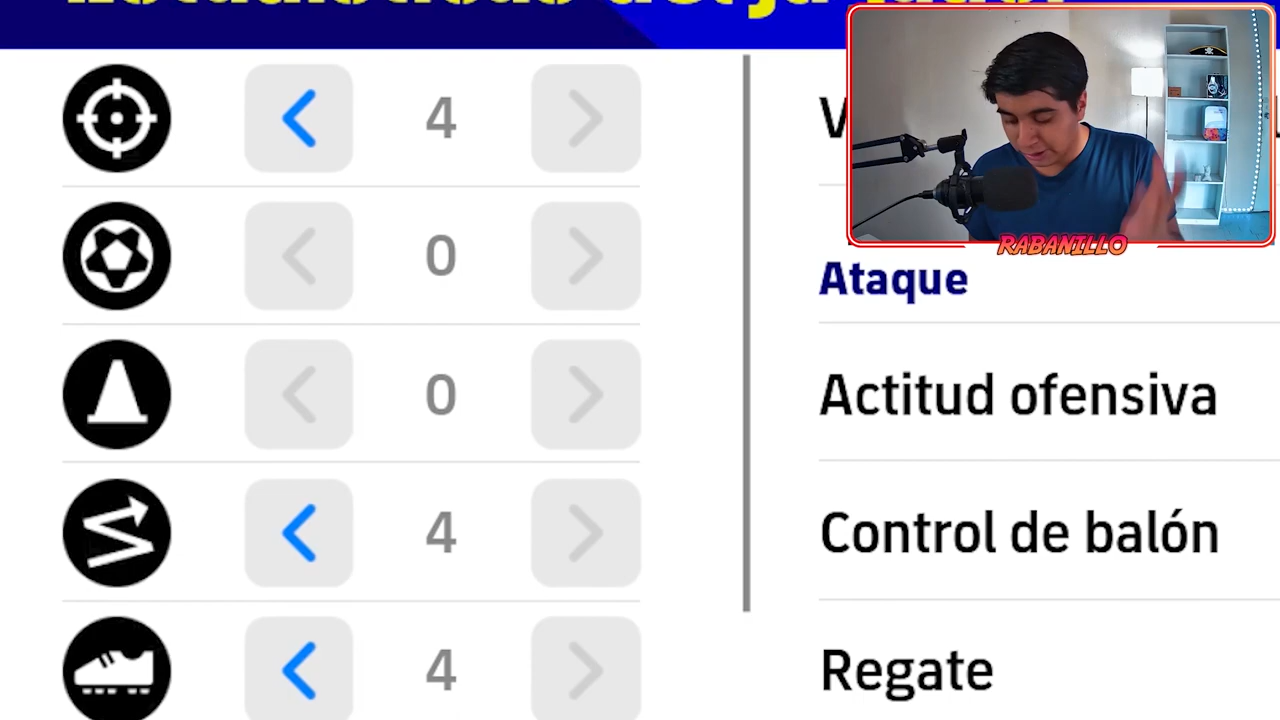 4
0
RABANILLO
Ataque
0
Actitud ofensiva
4
Control de balón
4
Regate